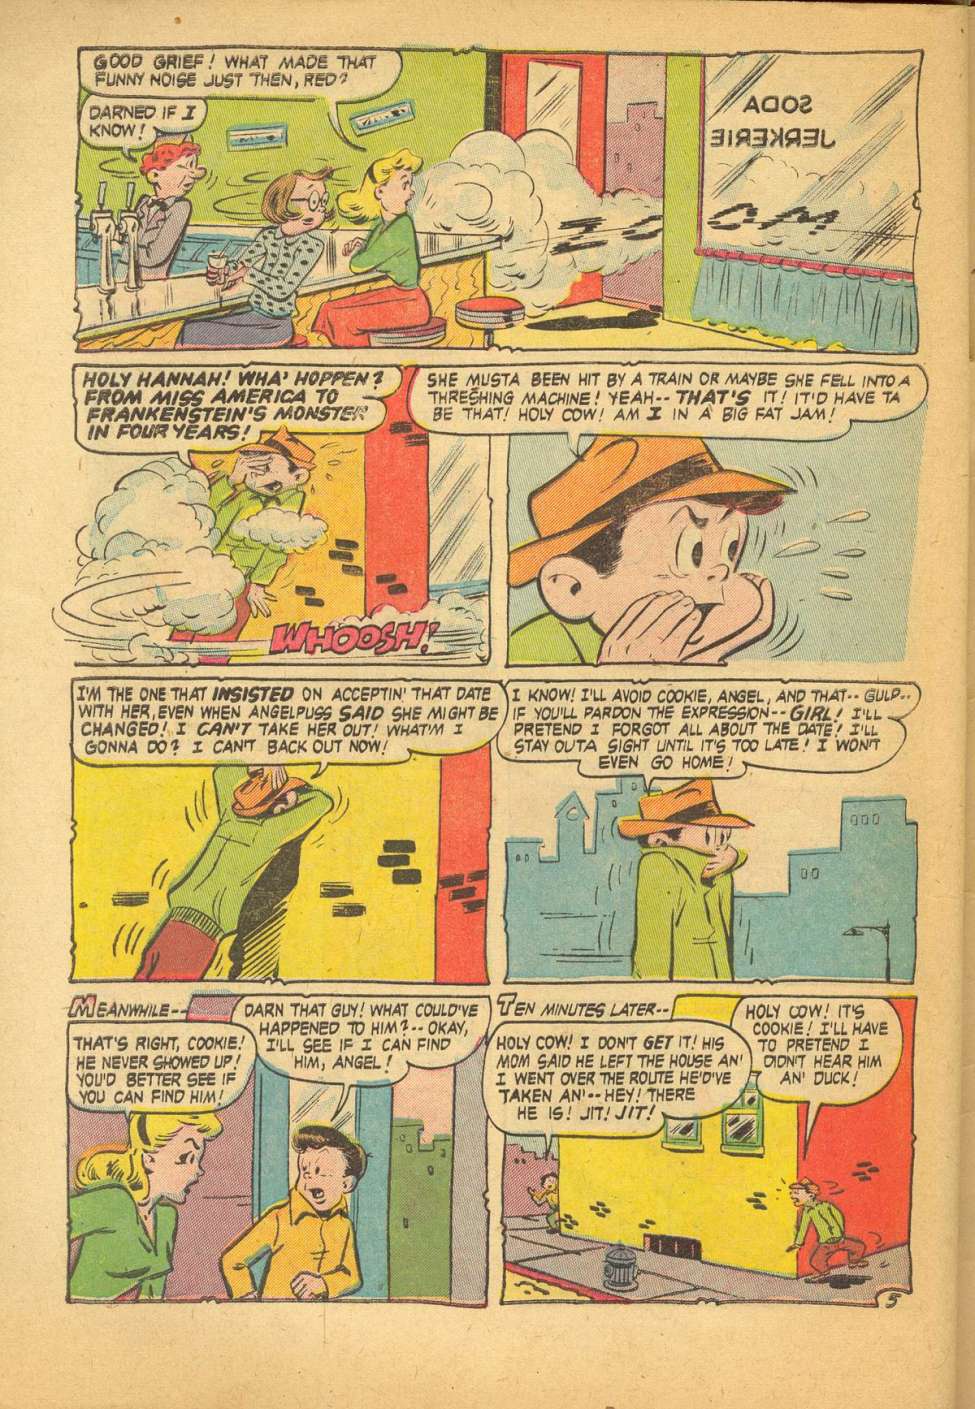 GOOD GRIEF! WHAT MADE THAT
FUNNY NOISE JUST THEN, RED?
DARNED IF I
KNOW!
SODA
JERKERIE
ZOOM
HOLY HANNAH! WHA' HOPPEN?
FROM MISS AMERICA TO
FRANKENSTEIN'S MONSTER
IN FOUR YEARS!
WHOOSH!
SHE MUSTA BEEN HIT BY A TRAIN OR MAYBE SHE FELL INTO A
THRESHING MACHINE! YEAH-- THAT'S IT! IT'D HAVE TA
BE THAT! HOLY COW! AM I IN A BIG FAT JAM!
I'M THE ONE THAT INSISTED ON ACCEPTIN' THAT DATE
WITH HER, EVEN WHEN ANGELPUSS SAID SHE MIGHT BE
CHANGED! I CAN'T TAKE HER OUT! WHAT'M I
GONNA DO? I CAN'T BACK OUT NOW!
I KNOW! I'LL AVOID COOKIE, ANGEL, AND THAT-- GULP--
IF YOU'LL PARDON THE EXPRESSION-- GIRL! I'LL
PRETEND I FORGOT ALL ABOUT THE DATE! I'LL
STAY OUTA SIGHT UNTIL IT'S TOO LATE! I WON'T
EVEN GO HOME!
MEANWHILE--
THAT'S RIGHT, COOKIE!
HE NEVER SHOWED UP!
YOU'D BETTER SEE IF
YOU CAN FIND HIM!
DARN THAT GUY! WHAT COULD'VE
HAPPENED TO HIM?-- OKAY,
I'LL SEE IF I CAN FIND
HIM, ANGEL!
TEN MINUTES LATER--
HOLY COW! I DON'T GET IT! HIS
MOM SAID HE LEFT THE HOUSE AN'
I WENT OVER THE ROUTE HE'D'VE
TAKEN AN'-- HEY! THERE
HE IS! JIT! JIT!
HOLY COW! IT'S
COOKIE! I'LL HAVE
TO PRETEND I
DIDN'T HEAR HIM
AN' DUCK!
5